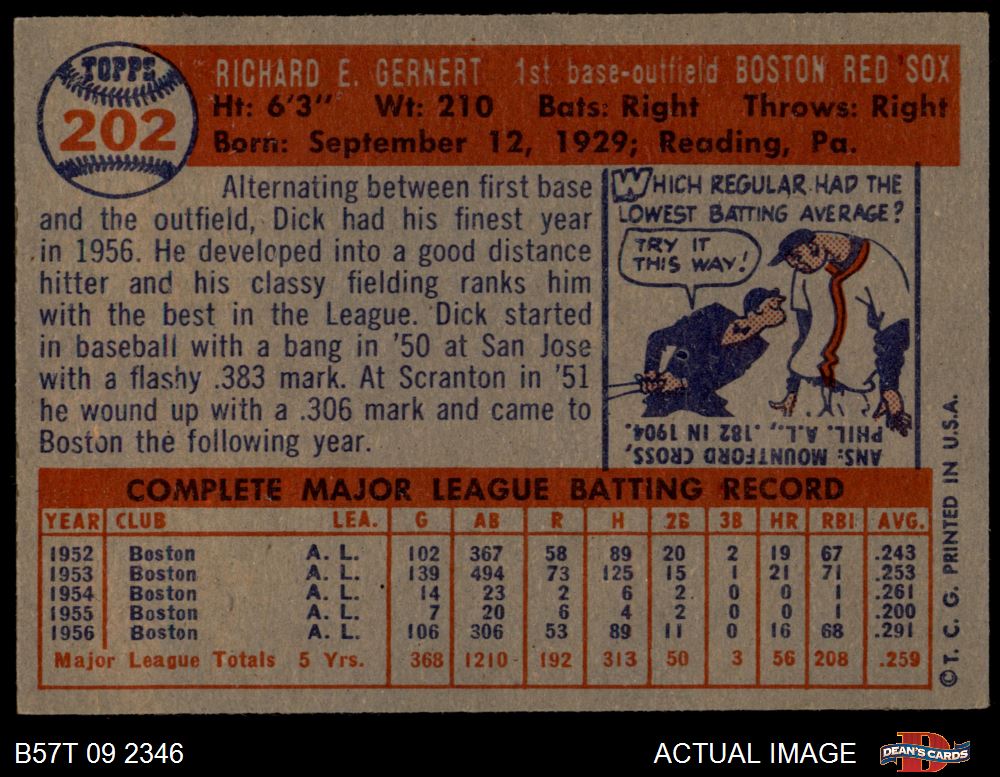 TOPPS
202
RICHARD E. GERNERT 1st base-outfield BOSTON RED SOX
Ht: 6'3" Wt: 210 Bats: Right Throws: Right
Born: September 12, 1929; Reading, Pa.
Alternating between first base
and the outfield, Dick had his finest year
in 1956. He developed into a good distance
hitter and his classy fielding ranks him
with the best in the League. Dick started
in baseball with a bang in '50 at San Jose
with a flashy .383 mark. At Scranton in '51
he wound up with a .306 mark and came to
Boston the following year.
WHICH REGULAR HAD THE
LOWEST BATTING AVERAGE?
TRY IT
THIS WAY!
ANS: MOUNTFORD CROSS,
PHIL. A.L., .182 IN 1904.
COMPLETE MAJOR LEAGUE BATTING RECORD
YEAR CLUB LEA. G AB R H 2B 3B HR RBI AVG.
1952 Boston A. L. 102 367 58 89 20 2 19 67 .243
1953 Boston A. L. 139 494 73 125 15 1 21 71 .253
1954 Boston A. L. 14 23 2 6 2 0 0 1 .261
1955 Boston A. L. 7 20 6 4 2 0 0 1 .200
1956 Boston A. L. 106 306 53 89 11 0 16 68 .291
Major League Totals 5 Yrs. 368 1210 192 313 50 3 56 208 .259
©T. C. G. PRINTED IN U.S.A.
B57T 09 2346
ACTUAL IMAGE
D
DEAN'S CARDS